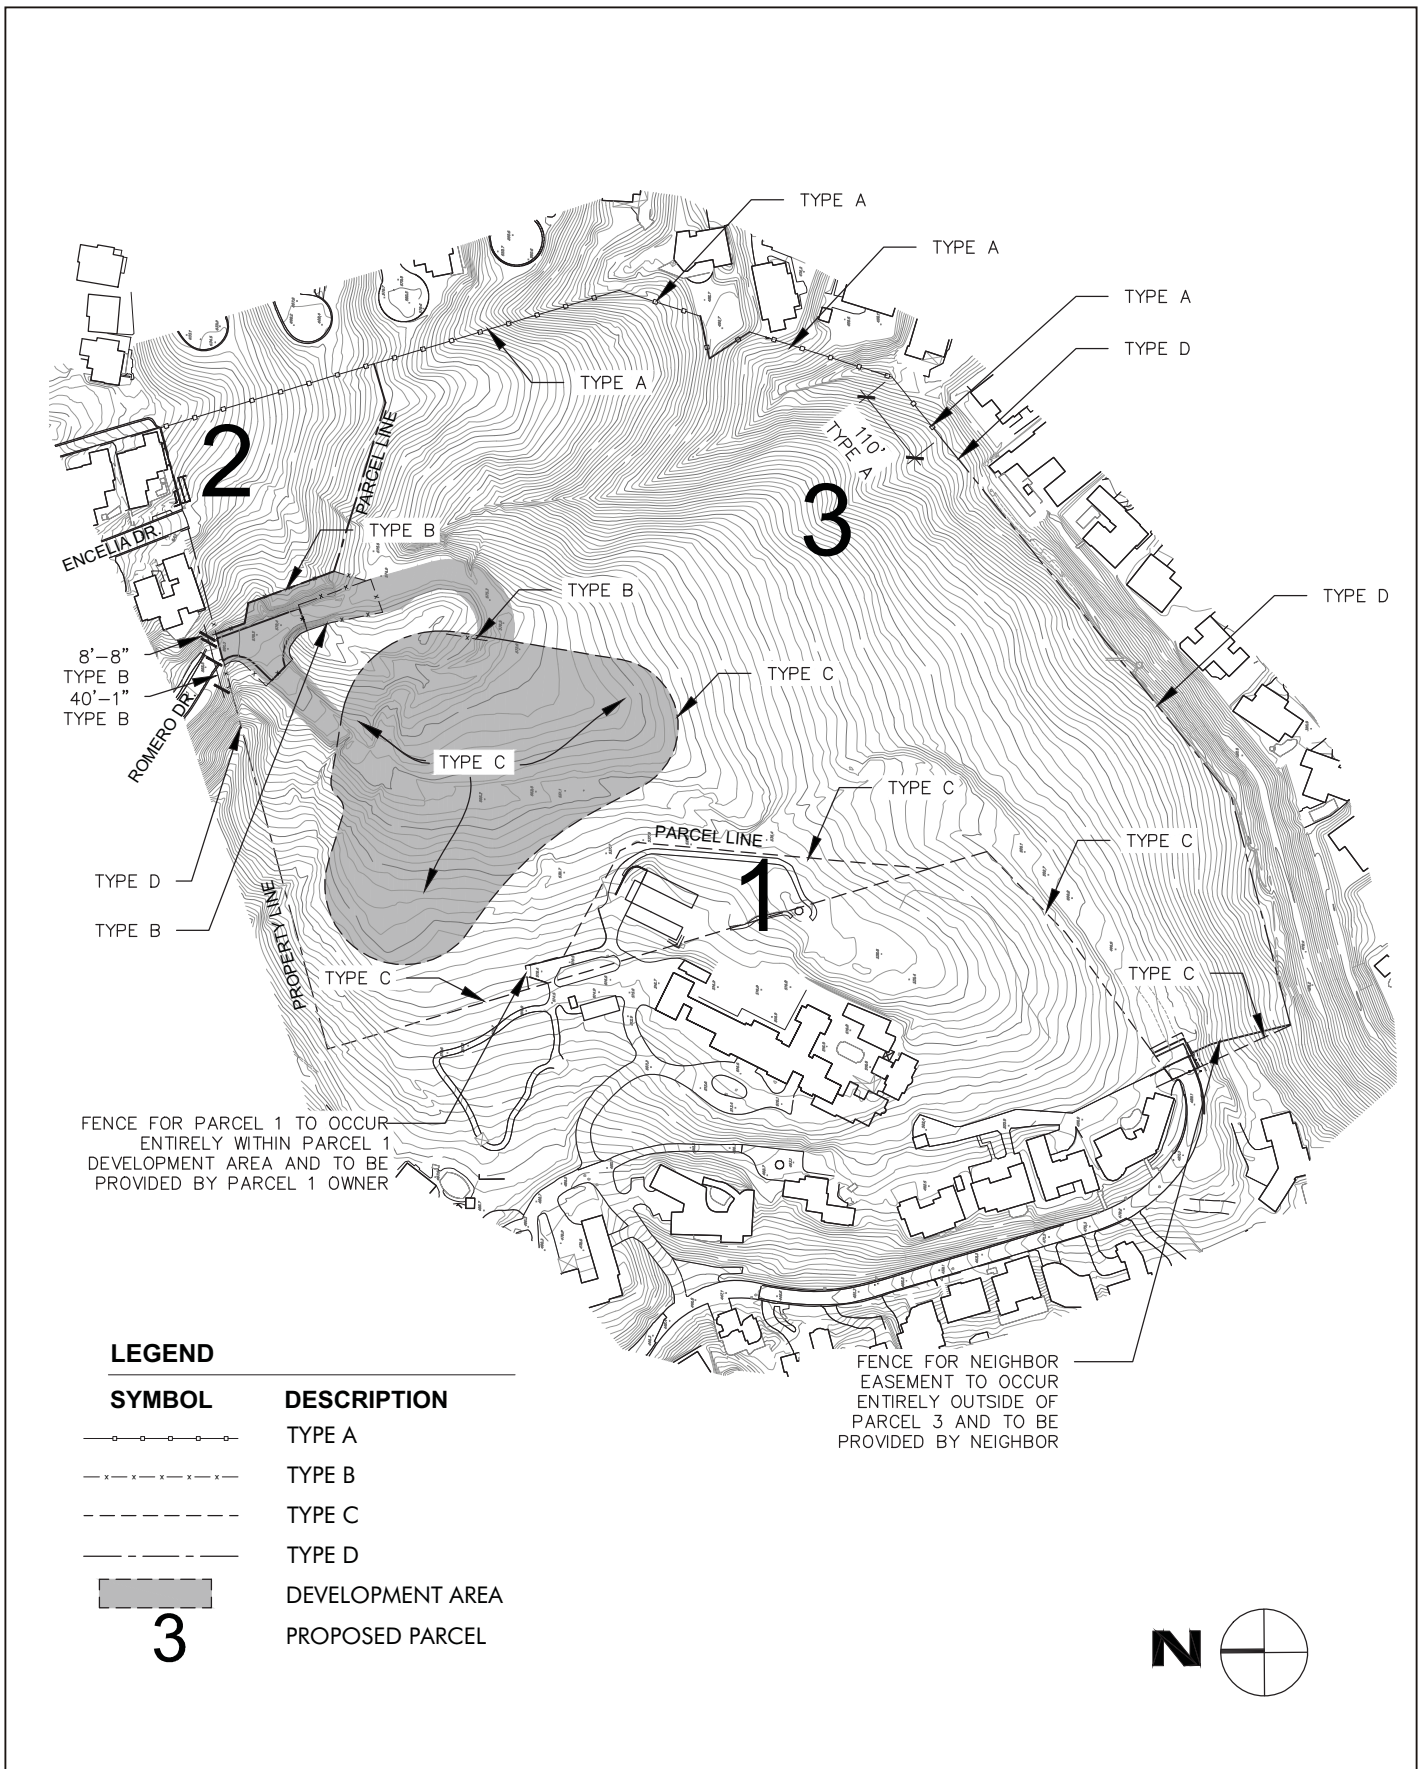 TYPE A
TYPE A
TYPE A
TYPE D
TYPE A
110'
TYPE A
2
PARCEL LINE
3
ENCELIA DR.
TYPE B
TYPE B
TYPE D
8'-8"
TYPE B
40'-1"
TYPE B
ROMERO DR.
TYPE C
TYPE C
TYPE C
PARCEL LINE
TYPE C
1
TYPE D
TYPE B
PROPERTY LINE
TYPE C
TYPE C
FENCE FOR PARCEL 1 TO OCCUR
ENTIRELY WITHIN PARCEL 1
DEVELOPMENT AREA AND TO BE
PROVIDED BY PARCEL 1 OWNER
FENCE FOR NEIGHBOR
EASEMENT TO OCCUR
ENTIRELY OUTSIDE OF
PARCEL 3 AND TO BE
PROVIDED BY NEIGHBOR
LEGEND
SYMBOL DESCRIPTION
TYPE A
TYPE B
TYPE C
TYPE D
DEVELOPMENT AREA
3 PROPOSED PARCEL
N